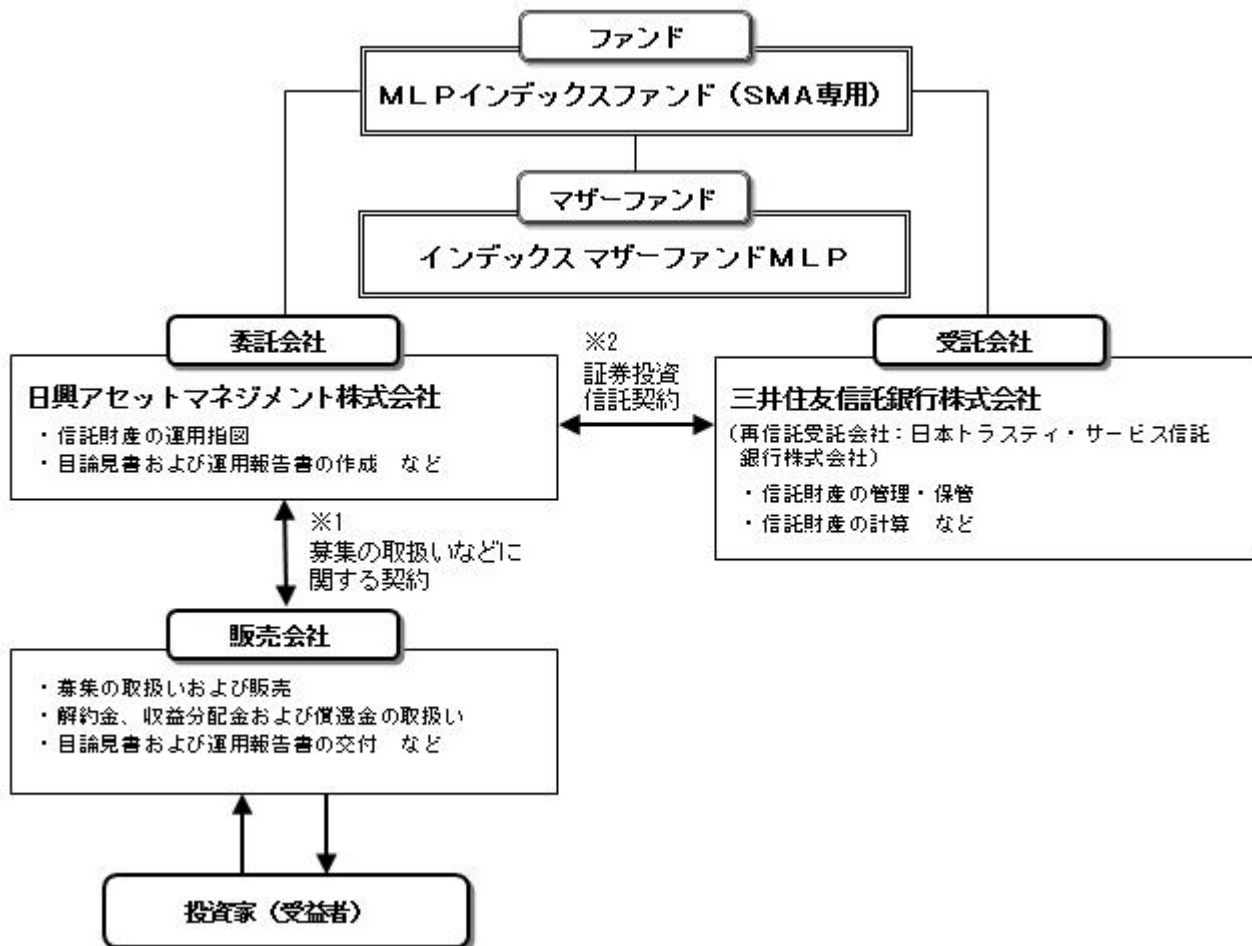 ファンド
MLPインデックスファンド（SMA専用）
マザーファンド
インデックス マザーファンドMLP
委託会社
日興アセットマネジメント株式会社
・信託財産の運用指図
・目論見書および運用報告書の作成　など
※2
証券投資
信託契約
受託会社
三井住友信託銀行株式会社
（再信託受託会社：日本トラスティ・サービス信託
銀行株式会社）
・信託財産の管理・保管
・信託財産の計算　など
※1
募集の取扱いなどに
関する契約
販売会社
・募集の取扱いおよび販売
・解約金、収益分配金および償還金の取扱い
・目論見書および運用報告書の交付　など
投資家（受益者）